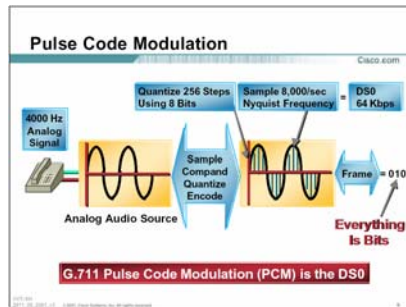 Pulse Code Modulation
Cisco.com
Quantize 256 Steps
Using 8 Bits
Sample 8,000/sec
Nyquist Frequency
=
DS0
64 Kbps
4000 Hz
Analog
Signal
Sample
Compand
Quantize
Encode
Frame
= 010
Analog Audio Source
Everything
Is Bits
G.711 Pulse Code Modulation (PCM) is the DS0